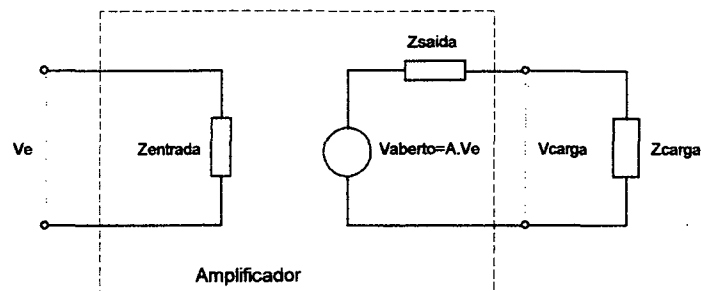 Zsaida
Ve
Zentrada
Vaberto=A.Ve
Vcarga
Zcarga
Amplificador